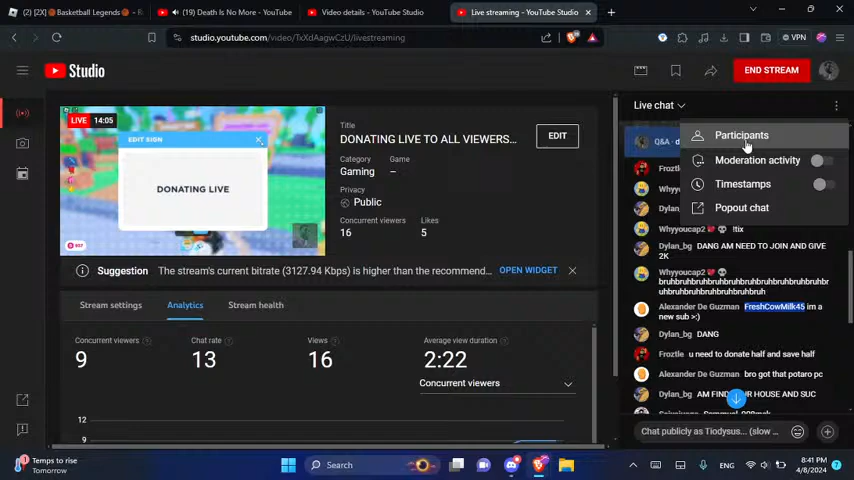 (2) [2X]🏀Basketball Legends🏀 - R
(19) Death Is No More - YouTube
Video details - YouTube Studio
Live streaming - YouTube Studio
studio.youtube.com/video/TxXdAagwCzU/livestreaming
VPN
Studio
END STREAM
LIVE 14:05
EDIT SIGN
DONATING LIVE
Title
DONATING LIVE TO ALL VIEWERS...
EDIT
Category
Game
Gaming
–
Privacy
Public
Concurrent viewers
Likes
16
5
Suggestion
The stream's current bitrate (3127.94 Kbps) is higher than the recommend...
OPEN WIDGET
Stream settings
Analytics
Stream health
Concurrent viewers
Chat rate
Views
Average view duration
9
13
16
2:22
Concurrent viewers
12
9
Live chat
Participants
Moderation activity
Timestamps
Popout chat
Q&A · d
Froztle
Whyy
Dylan
Whyyoucap2 💖💀 !tix
Dylan_bg DANG AM NEED TO JOIN AND GIVE
2K
Whyyoucap2 💖💀
bruhbruhbruhbruhbruhbruhbruhbruhbruhbr
uhbruhbruhbruhbruhbruhbruh
Alexander De Guzman FreshCowMilk45 im a
new sub >:)
Dylan_bg DANG
Froztle u need to donate half and save half
Alexander De Guzman bro got that potaro pc
Dylan_bg AM FIND UR HOUSE AND SUC
Chat publicly as Tiodysus... (slow ...
Temps to rise
Tomorrow
Search
ENG
8:41 PM
4/8/2024